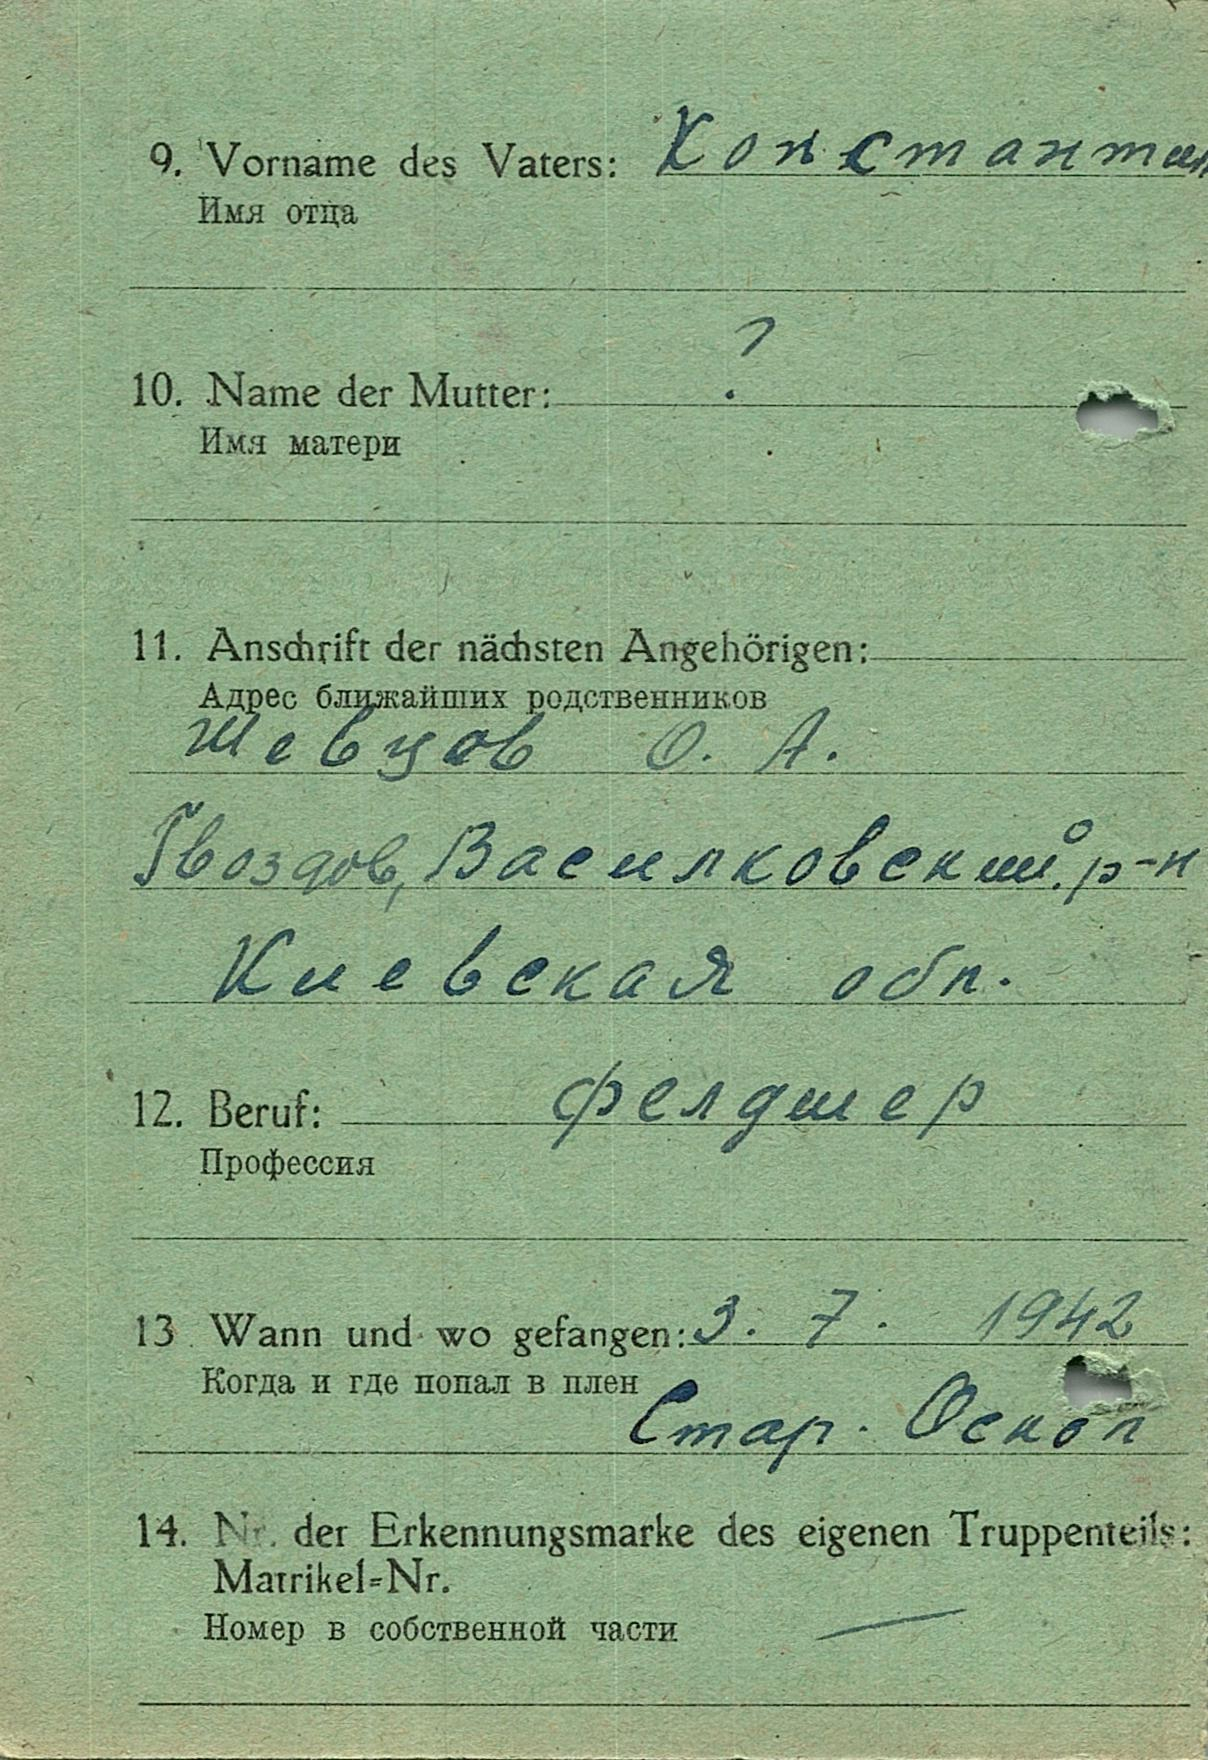 9. Vorname des Vaters: Константин
Имя отца
?
10. Name der Mutter:
Имя матери
11. Anschrift der nächsten Angehörigen:
Адрес ближайших родственников
Шевцов О. А.
Гвоздов, Василковский р-н
Киевская обл.
12. Beruf: фелдшер
Профессия
13. Wann und wo gefangen: 3. 7. 1942
Когда и где попал в плен
Стар. Оскол
14. Nr. der Erkennungsmarke des eigenen Truppenteils:
Matrikel=Nr.
Номер в собственной части —